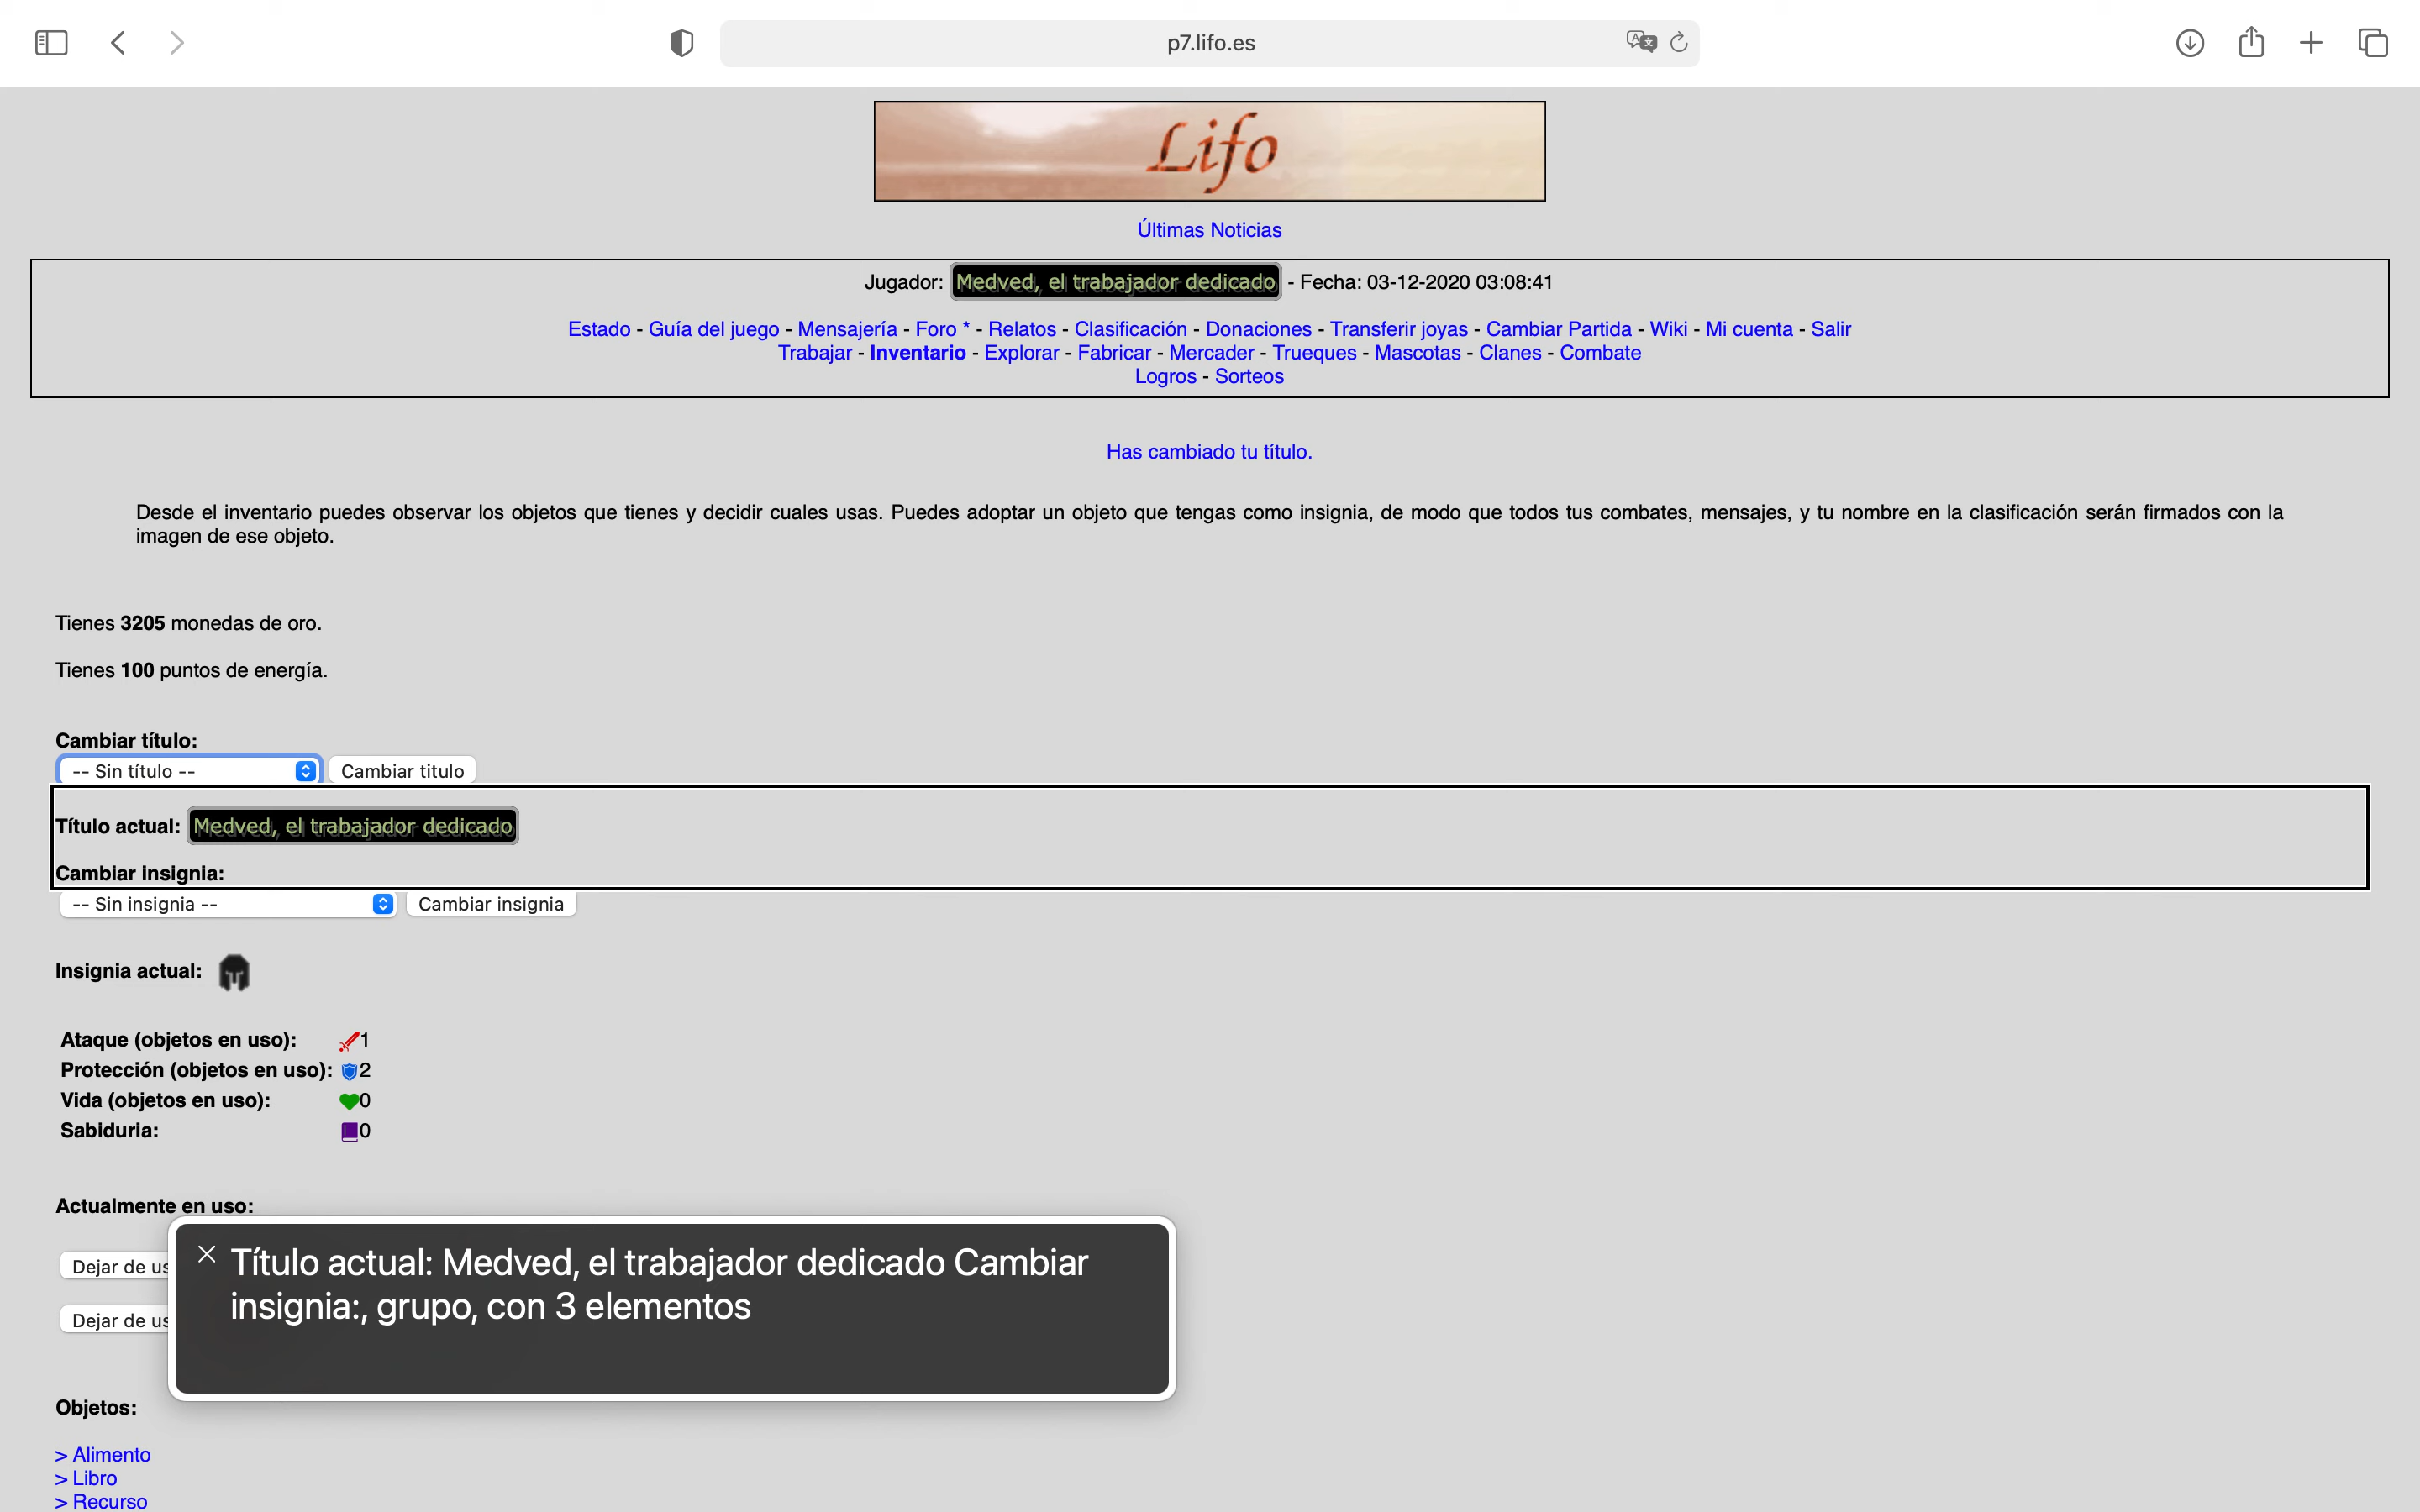 p7.lifo.es
Lifo
Últimas Noticias
Jugador: Medved, el trabajador dedicado - Fecha: 03-12-2020 03:08:41
Estado - Guía del juego - Mensajería - Foro * - Relatos - Clasificación - Donaciones - Transferir joyas - Cambiar Partida - Wiki - Mi cuenta - Salir
Trabajar - Inventario - Explorar - Fabricar - Mercader - Trueques - Mascotas - Clanes - Combate
Logros - Sorteos
Has cambiado tu título.
Desde el inventario puedes observar los objetos que tienes y decidir cuales usas. Puedes adoptar un objeto que tengas como insignia, de modo que todos tus combates, mensajes, y tu nombre en la clasificación serán firmados con la
imagen de ese objeto.
Tienes 3205 monedas de oro.
Tienes 100 puntos de energía.
Cambiar título:
-- Sin título -- Cambiar titulo
Título actual: Medved, el trabajador dedicado
Cambiar insignia:
-- Sin insignia -- Cambiar insignia
Insignia actual:
Ataque (objetos en uso): 1
Protección (objetos en uso): 2
Vida (objetos en uso): 0
Sabiduria: 0
Actualmente en uso:
Dejar de us
Dejar de us
Título actual: Medved, el trabajador dedicado Cambiar
insignia:, grupo, con 3 elementos
Objetos:
> Alimento
> Libro
> Recurso